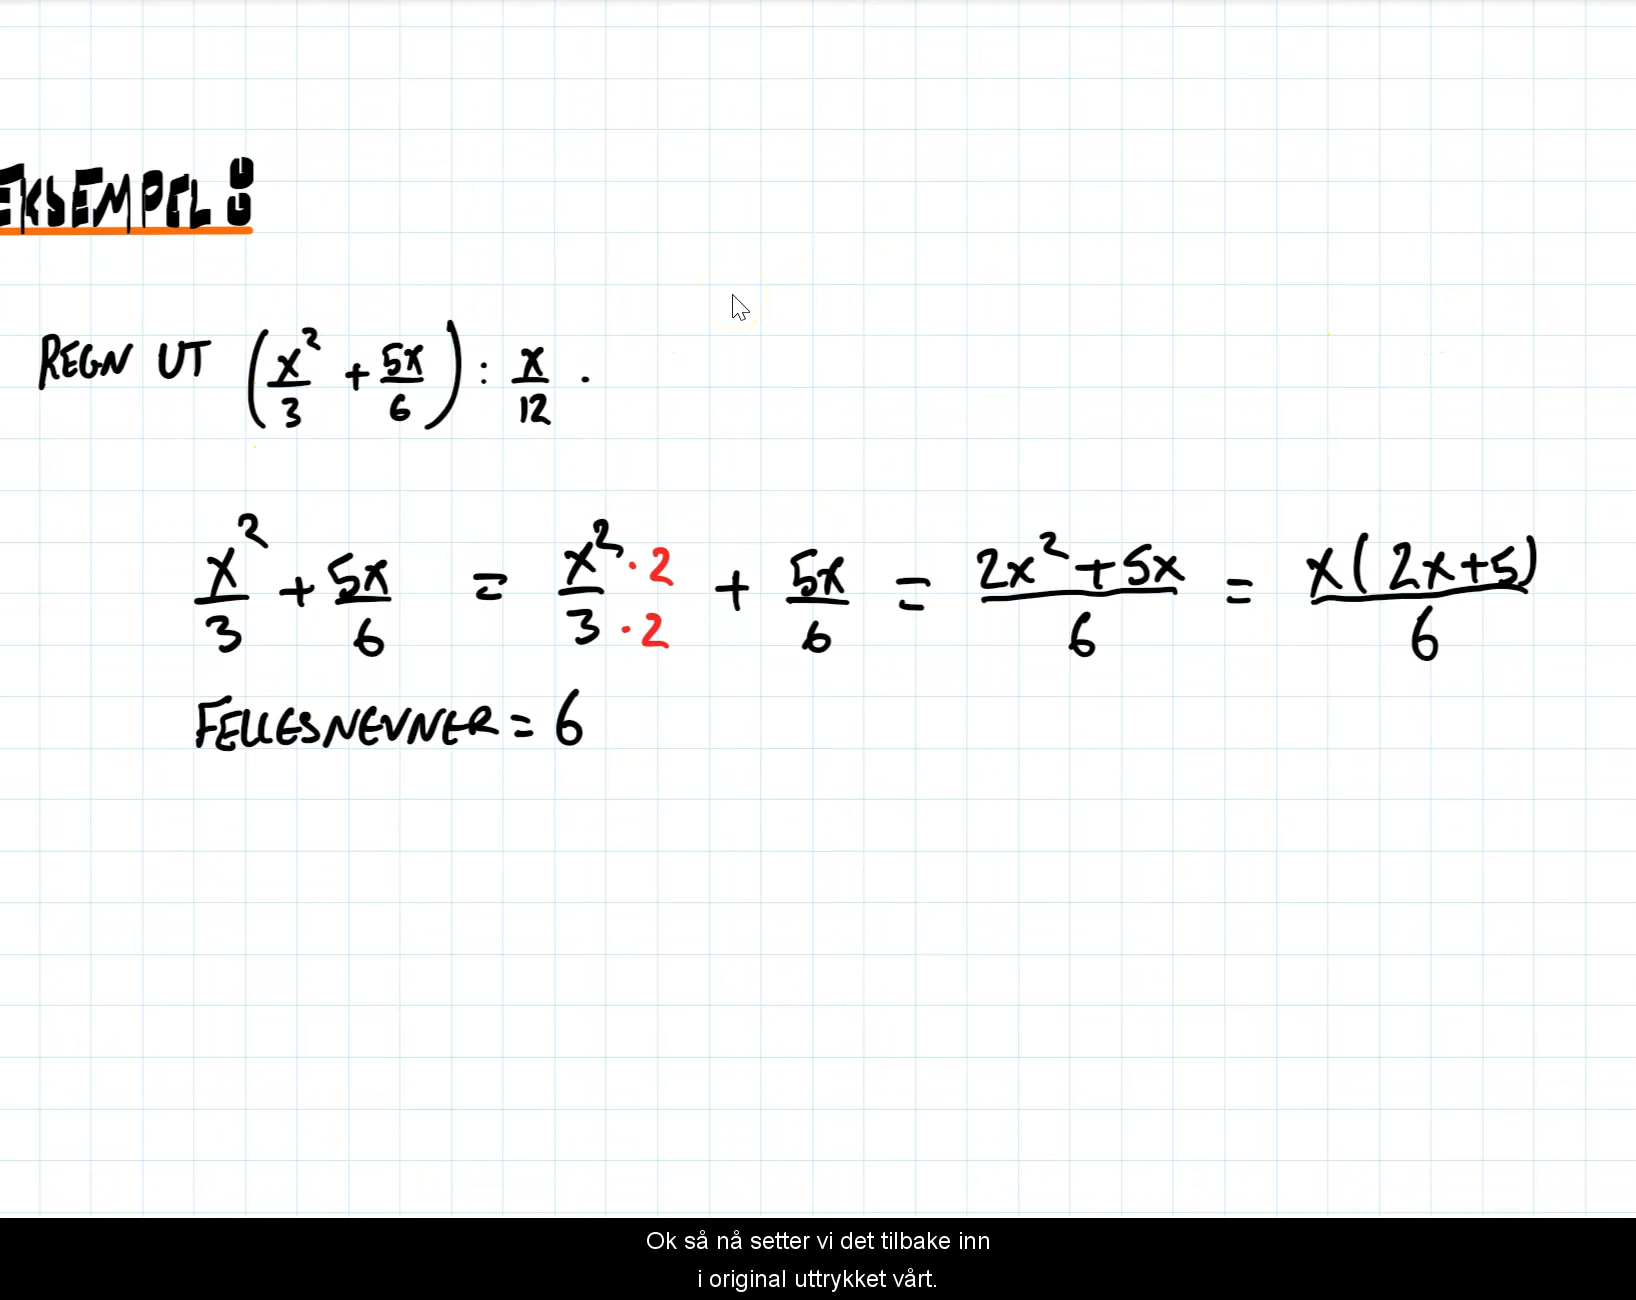 EKSEMPEL :
REGN UT (x²/3 + 5x/6) : x/12 .
x²/3 + 5x/6 = x²·2/3·2 + 5x/6 = 2x²+5x/6 = x(2x+5)/6
FELLESNEVNER = 6
Ok så nå setter vi det tilbake inn
i original uttrykket vårt.